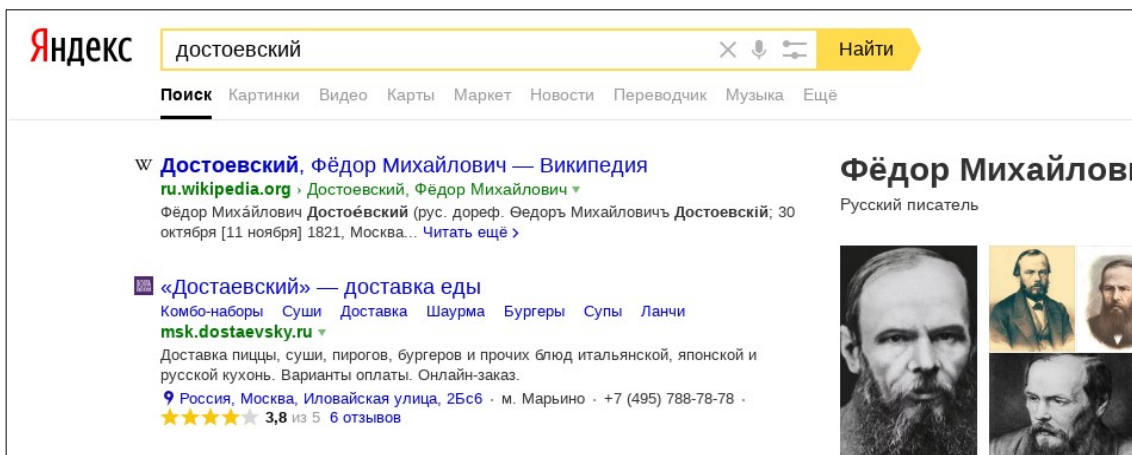 Яндекс
достоевский
Найти
Поиск Картинки Видео Карты Маркет Новости Переводчик Музыка Ещё
W Достоевский, Фёдор Михайлович — Википедия
ru.wikipedia.org › Достоевский, Фёдор Михайлович
Фёдор Миха́йлович Достое́вский (рус. дореф. Ѳедоръ Михайловичъ Достоевскій; 30
октября [11 ноября] 1821, Москва... Читать ещё ›
«Достаевский» — доставка еды
Комбо-наборы Суши Доставка Шаурма Бургеры Супы Ланчи
msk.dostaevsky.ru
Доставка пиццы, суши, пирогов, бургеров и прочих блюд итальянской, японской и
русской кухонь. Варианты оплаты. Онлайн-заказ.
Россия, Москва, Иловайская улица, 2Бс6 · м. Марьино · +7 (495) 788-78-78 ·
3,8 из 5 6 отзывов
Фёдор Михайлов
Русский писатель